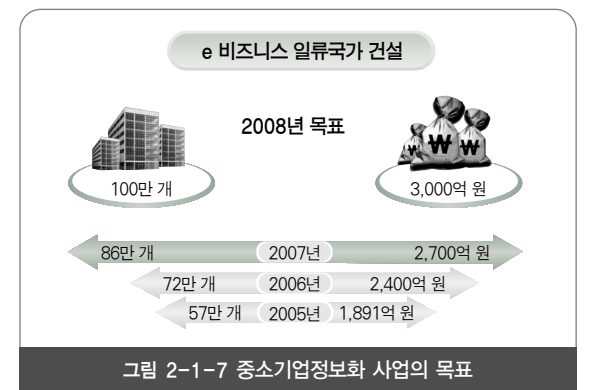 e 비즈니스 일류국가 건설
2008년 목표
₩ ₩ ₩
100만 개 3,000억 원
86만 개 2007년 2,700억 원
72만 개 2006년 2,400억 원
57만 개 2005년 1,891억 원
그림 2-1-7 중소기업정보화 사업의 목표